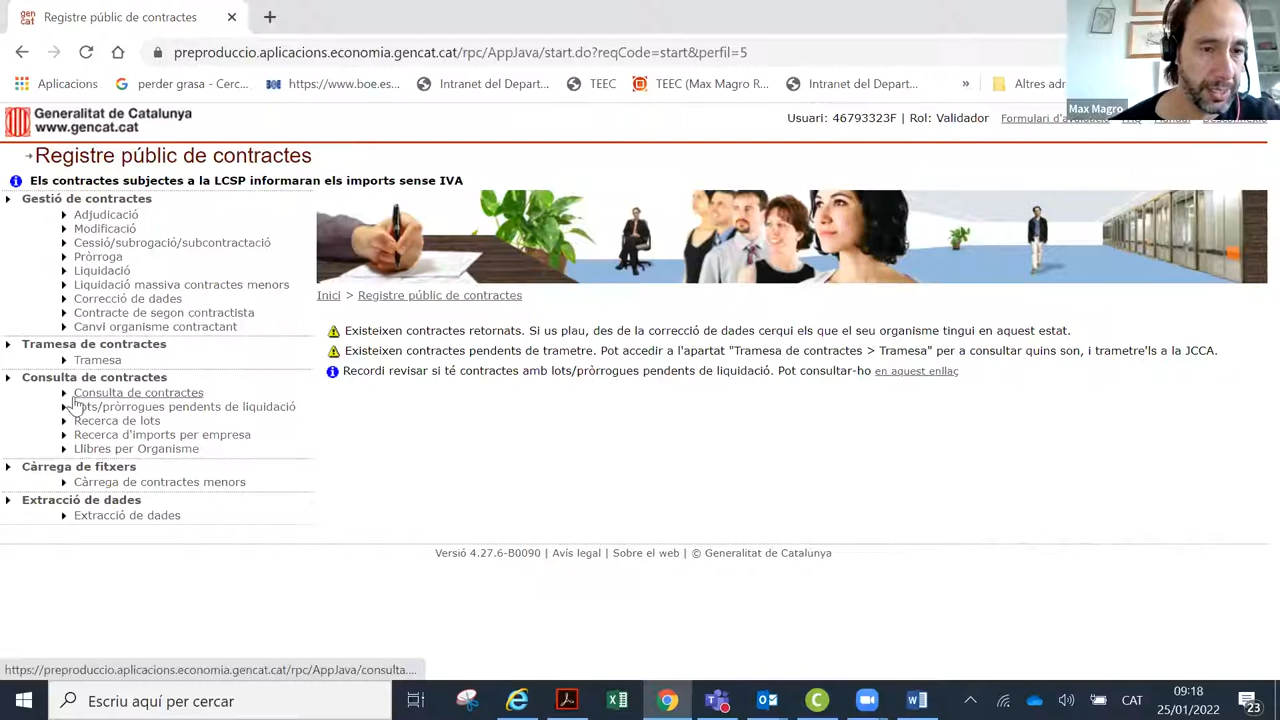 Registre públic de contractes
preproduccio.aplicacions.economia.gencat.cat/rpc/AppJava/start.do?reqCode=start&perfil=5
Aplicacions
perder grasa - Cerc...
https://www.boe.es...
Intranet del Depart...
TEEC
TEEC (Max Magro R...
Intranet del Depart...
»
Max Magro
Generalitat de Catalunya
www.gencat.cat
Usuari: 46793323F | Rol: Validador
Registre públic de contractes
Els contractes subjectes a la LCSP informaran els imports sense IVA
Gestió de contractes
Adjudicació
Modificació
Cessió/subrogació/subcontractació
Pròrroga
Liquidació
Liquidació massiva contractes menors
Correcció de dades
Contracte de segon contractista
Canvi organisme contractant
Tramesa de contractes
Tramesa
Consulta de contractes
Consulta de contractes
pròrrogues pendents de liquidació
Recerca de lots
Recerca d'imports per empresa
Llibres per Organisme
Càrrega de fitxers
Càrrega de contractes menors
Extracció de dades
Extracció de dades
Inici > Registre públic de contractes
Existeixen contractes retornats. Si us plau, des de la correcció de dades cerqui els que el seu organisme tingui en aquest estat.
Existeixen contractes pendents de trametre. Pot accedir a l'apartat "Tramesa de contractes > Tramesa" per a consultar quins son, i trametre'ls a la JCCA.
Recordi revisar si té contractes amb lots/pròrrogues pendents de liquidació. Pot consultar-ho en aquest enllaç
Versió 4.27.6-B0090 | Avís legal | Sobre el web | © Generalitat de Catalunya
https://preproduccio.aplicacions.economia.gencat.cat/rpc/AppJava/consulta....
Escriu aquí per cercar
CAT
09:18
25/01/2022
23